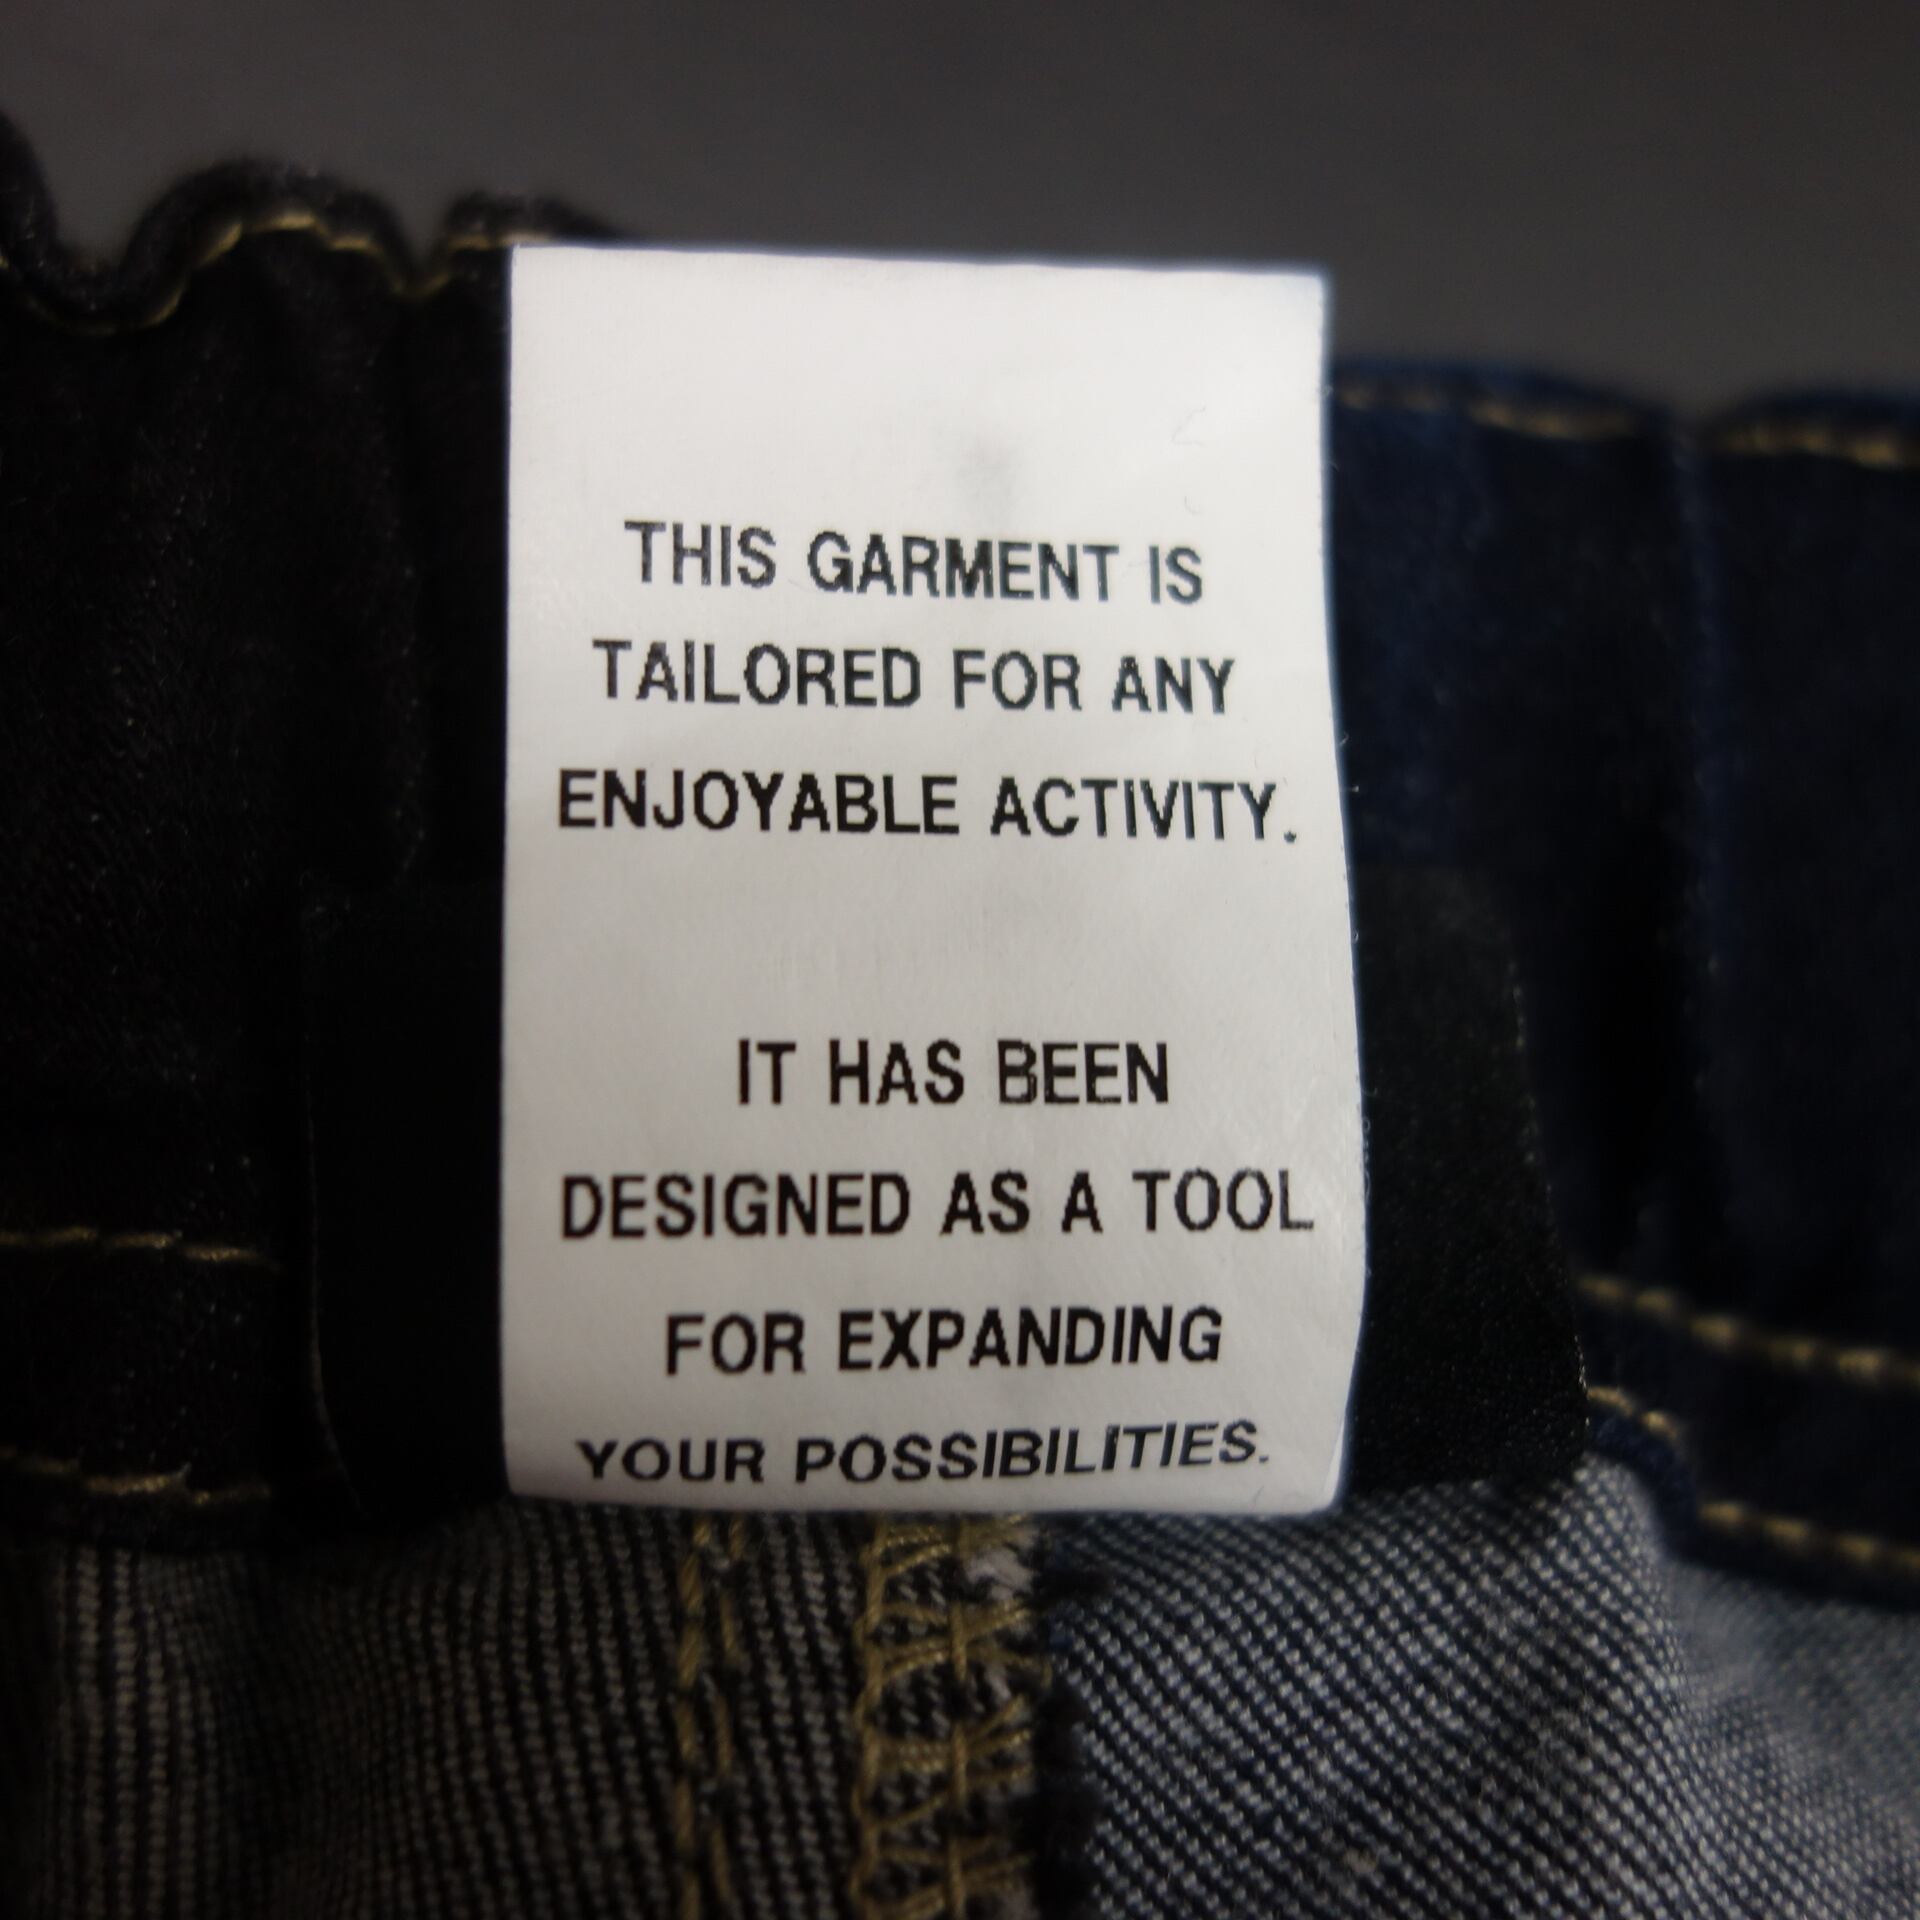 THIS GARMENT IS
TAILORED FOR ANY
ENJOYABLE ACTIVITY.
IT HAS BEEN
DESIGNED AS A TOOL
FOR EXPANDING
YOUR POSSIBILITIES.